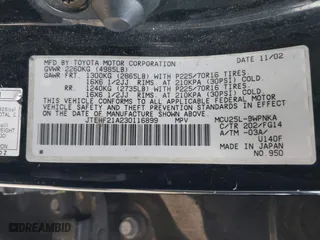 MFD BY TOYOTA MOTOR CORPORATION DATE 11/02
GVWR 2260KG (4985LB)
GAWR FRT. 1300KG (2865LB) WITH P225/70R16 TIRES
16X6 1/2JJ RIMS, AT 210KPA (30PSI) COLD.
RR. 1240KG (2735LB) WITH P225/70R16 TIRES
16X6 1/2JJ RIMS, AT 210KPA (30PSI) COLD.
THIS VEHICLE CONFORMS TO ALL APPLICABLE FEDERAL MOTOR VEHICLE SAFETY, BUMPER, AND THEFT PREVENTION STANDARDS IN EFFECT ON THE DATE OF MANUFACTURE SHOWN ABOVE.
JTEHF21A230116899 MPV MCU25L-BWPNKA
C/TR 202/FG14
A/TM -03A/
U140F
MADE IN JAPAN
NO.950